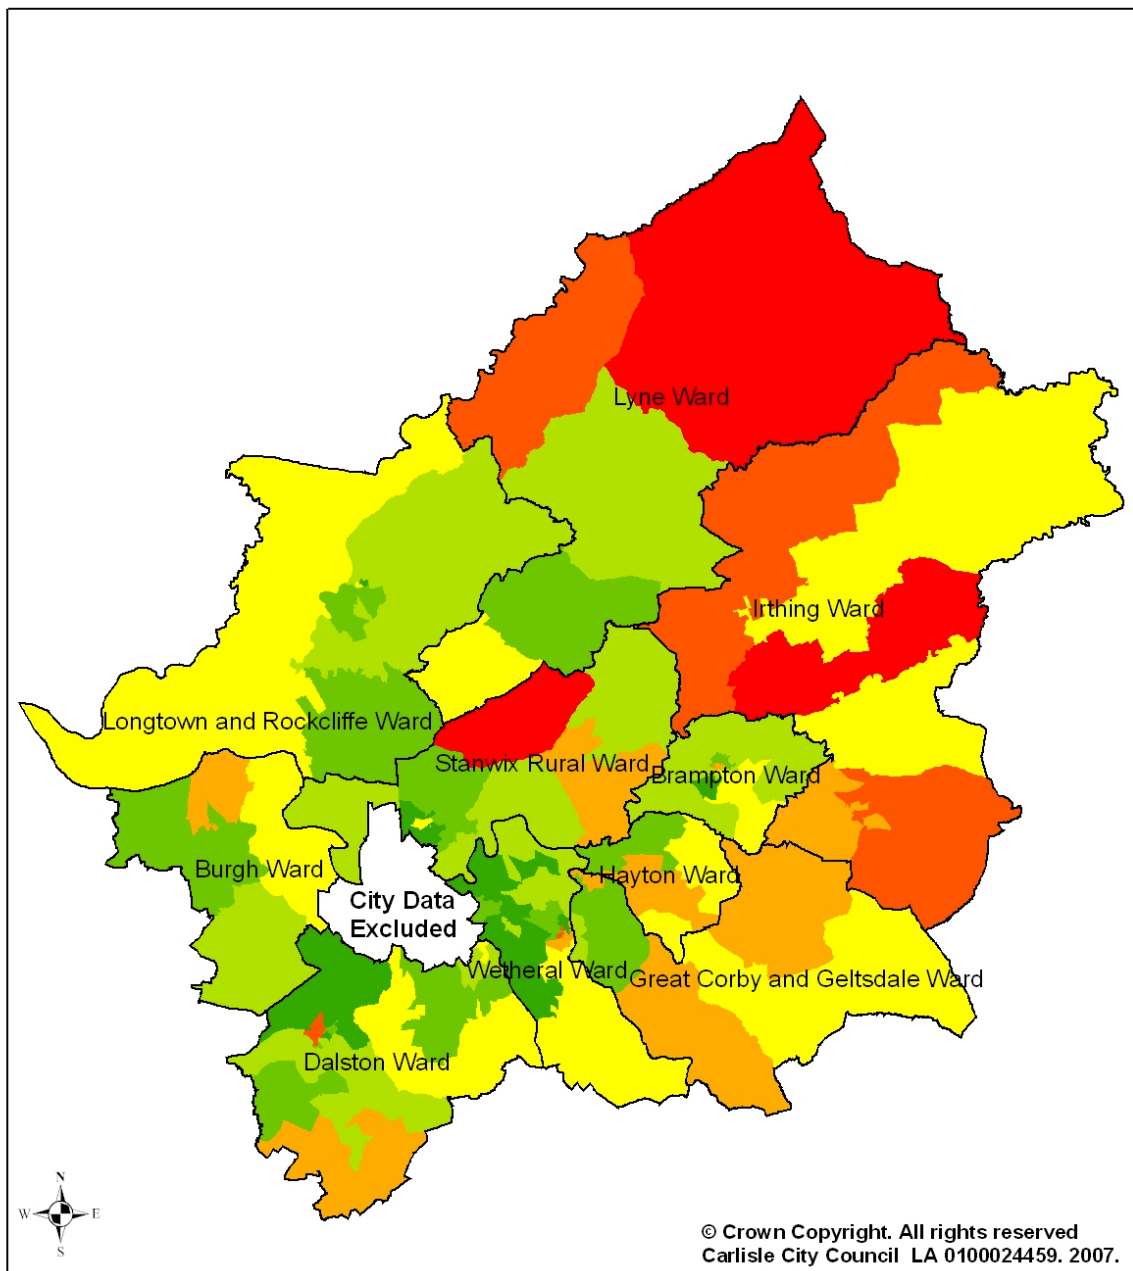 Lyne Ward
Irthing Ward
Longtown and Rockcliffe Ward
Stanwix Rural Ward
Brampton Ward
Burgh Ward
Hayton Ward
City Data
Excluded
Wetheral Ward
Great Corby and Geltsdale Ward
Dalston Ward
N
W E
S
© Crown Copyright. All rights reserved
Carlisle City Council LA 0100024459. 2007.